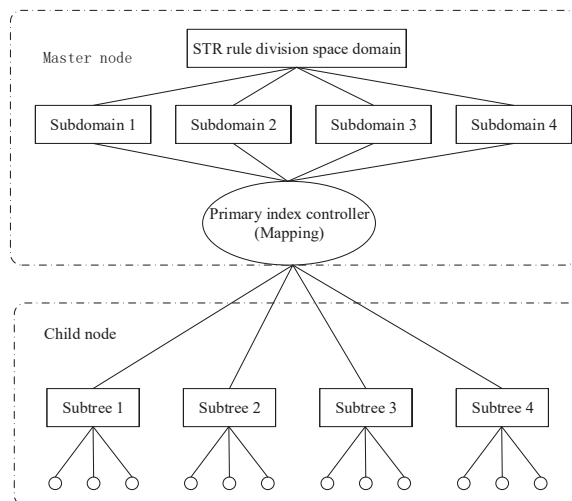 STR rule division space domain
Master node
Subdomain 1
Subdomain 2
Subdomain 3
Subdomain 4
Primary index controller
(Mapping)
Child node
Subtree 1
Subtree 2
Subtree 3
Subtree 4